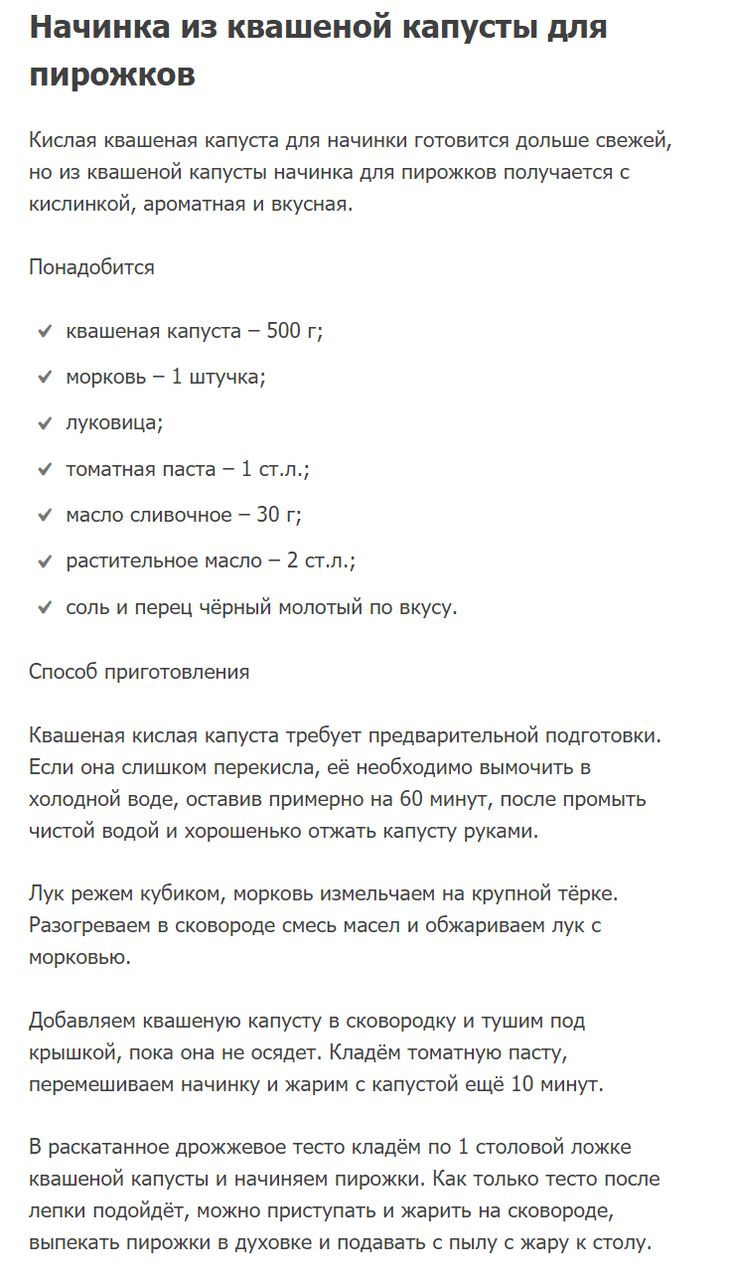 Начинка из квашеной капусты для
пирожков
Кислая квашеная капуста для начинки готовится дольше свежей,
но из квашеной капусты начинка для пирожков получается с
кислинкой, ароматная и вкусная.
Понадобится
квашеная капуста – 500 г;
морковь – 1 штучка;
луковица;
томатная паста – 1 ст.л.;
масло сливочное – 30 г;
растительное масло – 2 ст.л.;
соль и перец чёрный молотый по вкусу.
Способ приготовления
Квашеная кислая капуста требует предварительной подготовки.
Если она слишком перекисла, её необходимо вымочить в
холодной воде, оставив примерно на 60 минут, после промыть
чистой водой и хорошенько отжать капусту руками.
Лук режем кубиком, морковь измельчаем на крупной тёрке.
Разогреваем в сковороде смесь масел и обжариваем лук с
морковью.
Добавляем квашеную капусту в сковородку и тушим под
крышкой, пока она не осядет. Кладём томатную пасту,
перемешиваем начинку и жарим с капустой ещё 10 минут.
В раскатанное дрожжевое тесто кладём по 1 столовой ложке
квашеной капусты и начиняем пирожки. Как только тесто после
лепки подойдёт, можно приступать и жарить на сковороде,
выпекать пирожки в духовке и подавать с пылу с жару к столу.